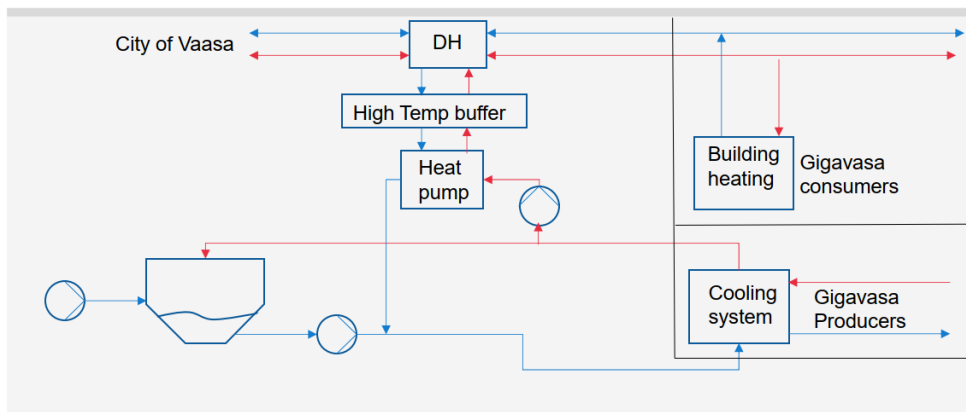 City of Vaasa
DH
High Temp buffer
Heat
pump
Building
heating
Gigavasa
consumers
Cooling
system
Gigavasa
Producers